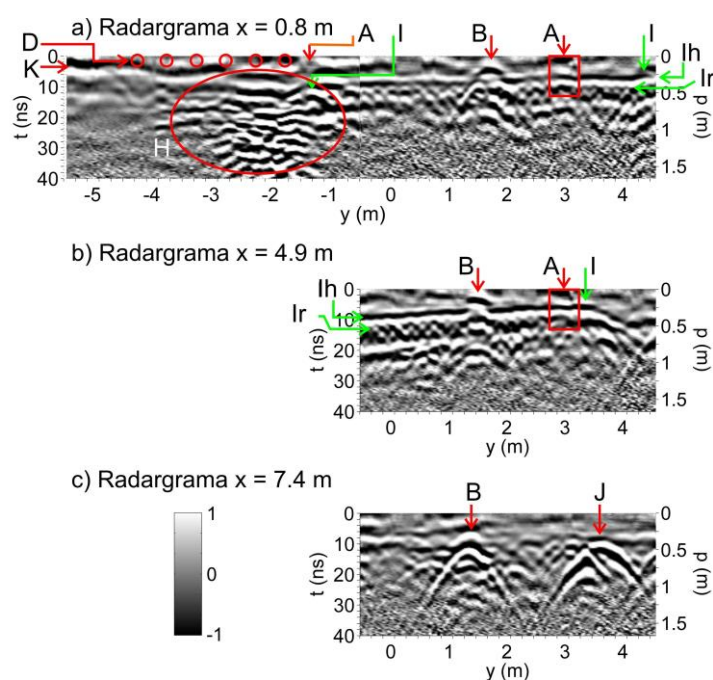 a) Radargrama x = 0.8 m
D A I B A I
K Ih
Ir
H
0
10
20
30
40
t (ns)
0
0.5
1
1.5
p (m)
-5 -4 -3 -2 -1 0 1 2 3 4
y (m) y (m)
b) Radargrama x = 4.9 m
B A I
Ih
Ir
0
10
20
30
40
t (ns)
0
0.5
1
1.5
p (m)
0 1 2 3 4
y (m)
c) Radargrama x = 7.4 m
B J
1
0
-1
0
10
20
30
40
t (ns)
0
0.5
1
1.5
p (m)
0 1 2 3 4
y (m)